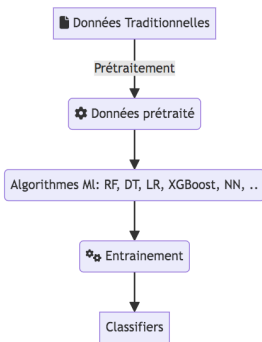 Données Traditionnelles
Prétraitement
Données prétraité
Algorithmes Ml: RF, DT, LR, XGBoost, NN, ..
Entrainement
Classifiers